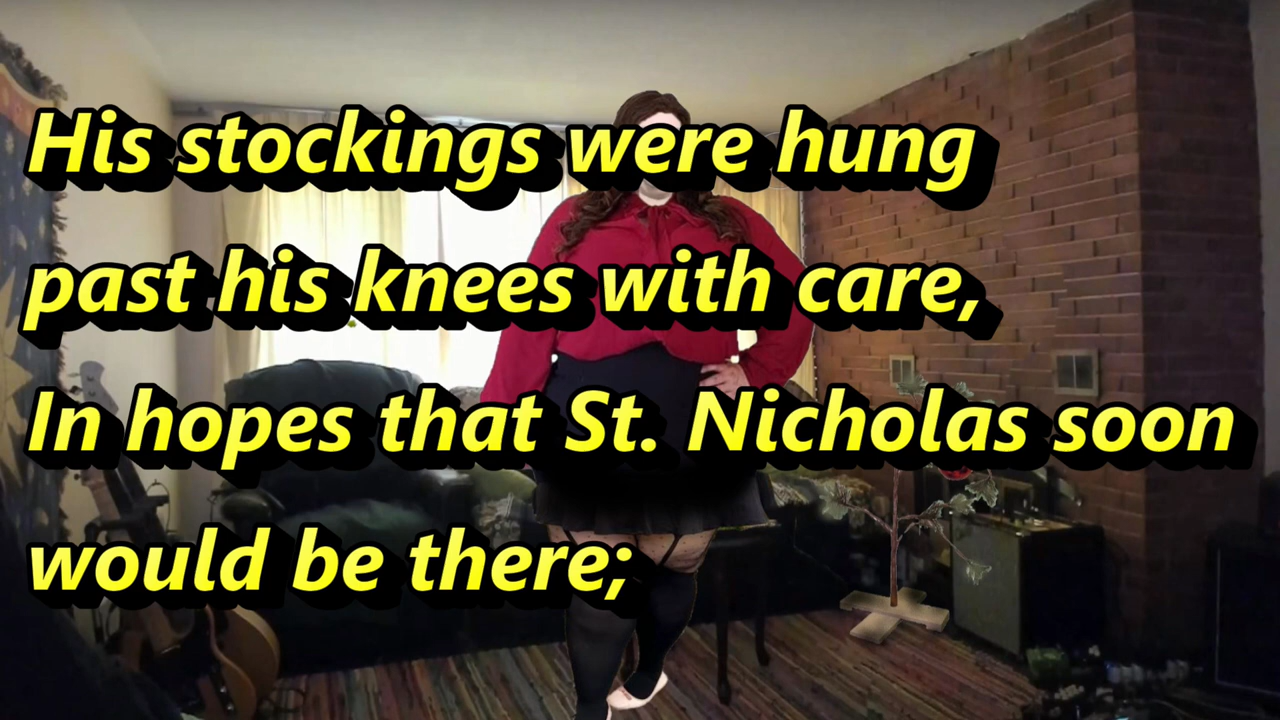 His stockings were hung
past his knees with care,
In hopes that St. Nicholas soon
would be there;